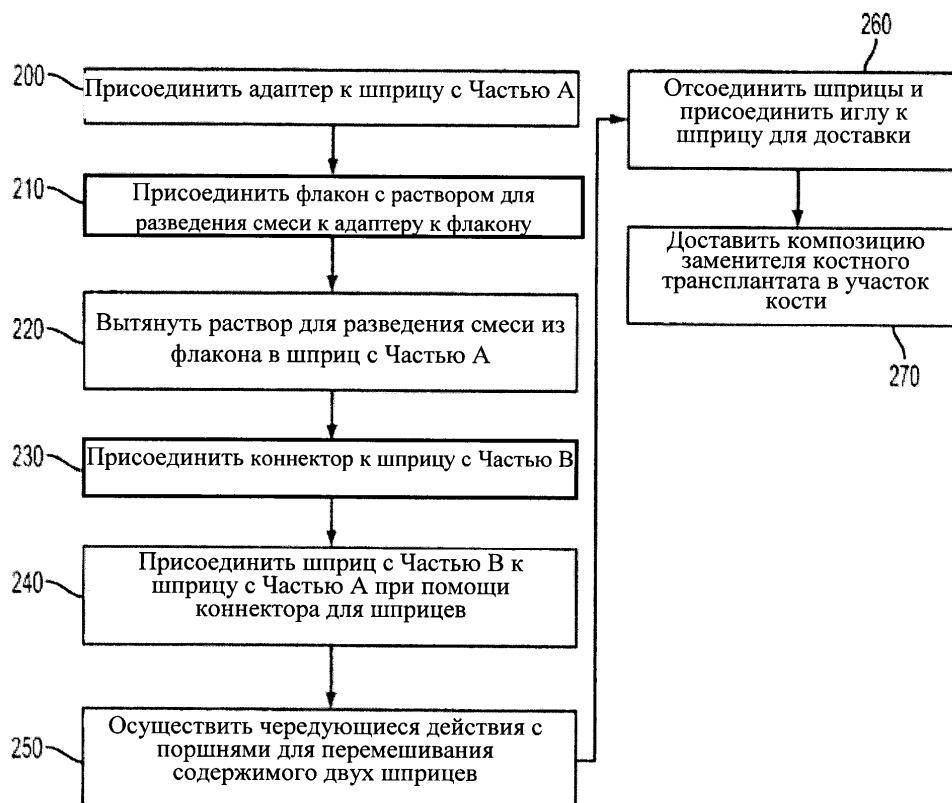 200
Присоединить адаптер к шприцу с Частью А
210
Присоединить флакон с раствором для
разведения смеси к адаптеру к флакону
220
Вытянуть раствор для разведения смеси из
флакона в шприц с Частью А
230
Присоединить коннектор к шприцу с Частью В
240
Присоединить шприц с Частью В к
шприцу с Частью А при помощи
коннектора для шприцев
250
Осуществить чередующиеся действия с
поршнями для перемешивания
содержимого двух шприцев
260
Отсоединить шприцы и
присоединить иглу к
шприцу для доставки
Доставить композицию
заменителя костного
трансплантата в участок
кости
270